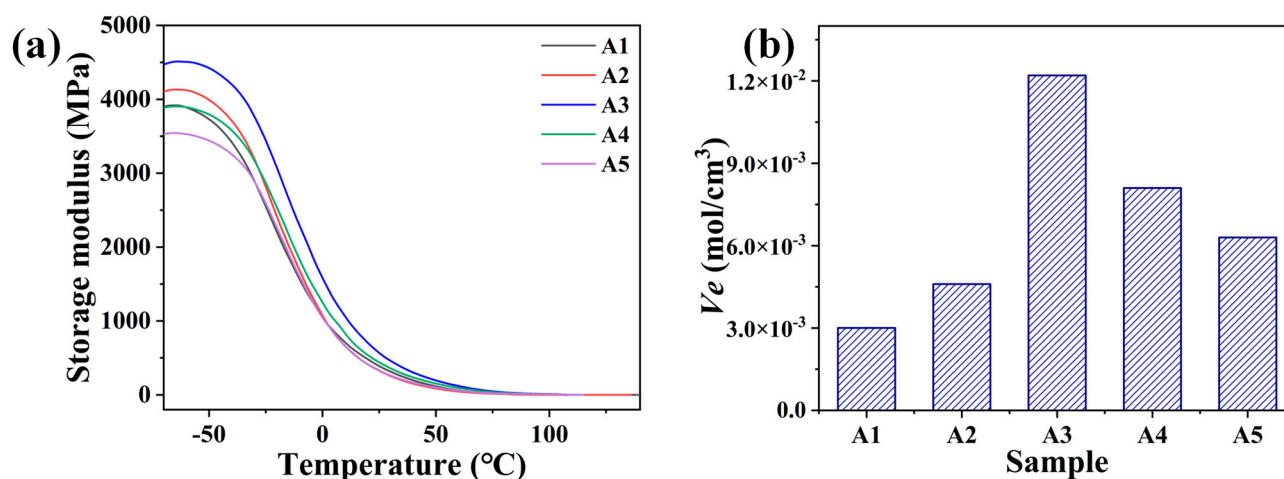 (a)
5000
4000
3000
2000
1000
0
Storage modulus (MPa)
-50
0
50
100
Temperature (℃)
A1
A2
A3
A4
A5
(b)
1.2×10⁻²
9.0×10⁻³
6.0×10⁻³
3.0×10⁻³
0.0
Ve (mol/cm³)
A1
A2
A3
A4
A5
Sample